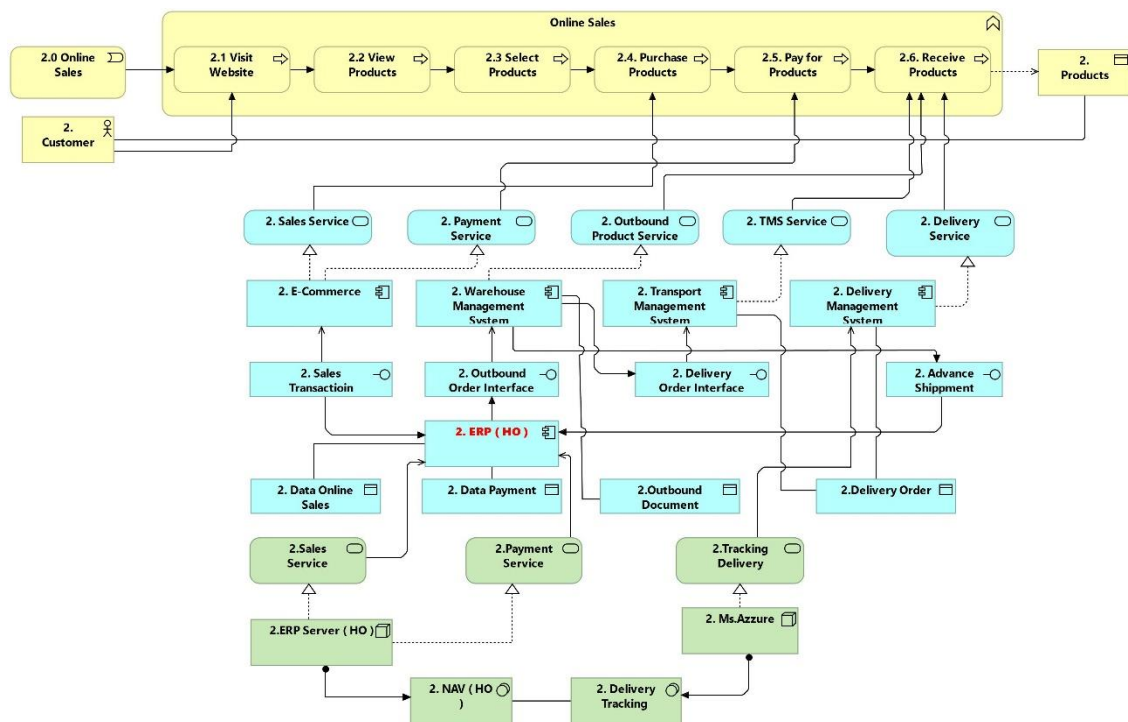 Online Sales
2.0 Online
Sales
2.1 Visit
Website
2.2 View
Products
2.3 Select
Products
2.4. Purchase
Products
2.5. Pay for
Products
2.6. Receive
Products
2.
Products
2.
Customer
2. Sales Service
2. Payment
Service
2. Outbound
Product Service
2. TMS Service
2. Delivery
Service
2. E-Commerce
2. Warehouse
Management
System
2. Transport
Management
System
2. Delivery
Management
System
2. Sales
Transactioin
2. Outbound
Order Interface
2. Delivery
Order Interface
2. Advance
Shippment
2. ERP ( HO )
2. Data Online
Sales
2. Data Payment
2.Outbound
Document
2.Delivery Order
2.Sales
Service
2.Payment
Service
2.Tracking
Delivery
2.ERP Server ( HO )
2. Ms.Azzure
2. NAV ( HO
)
2. Delivery
Tracking